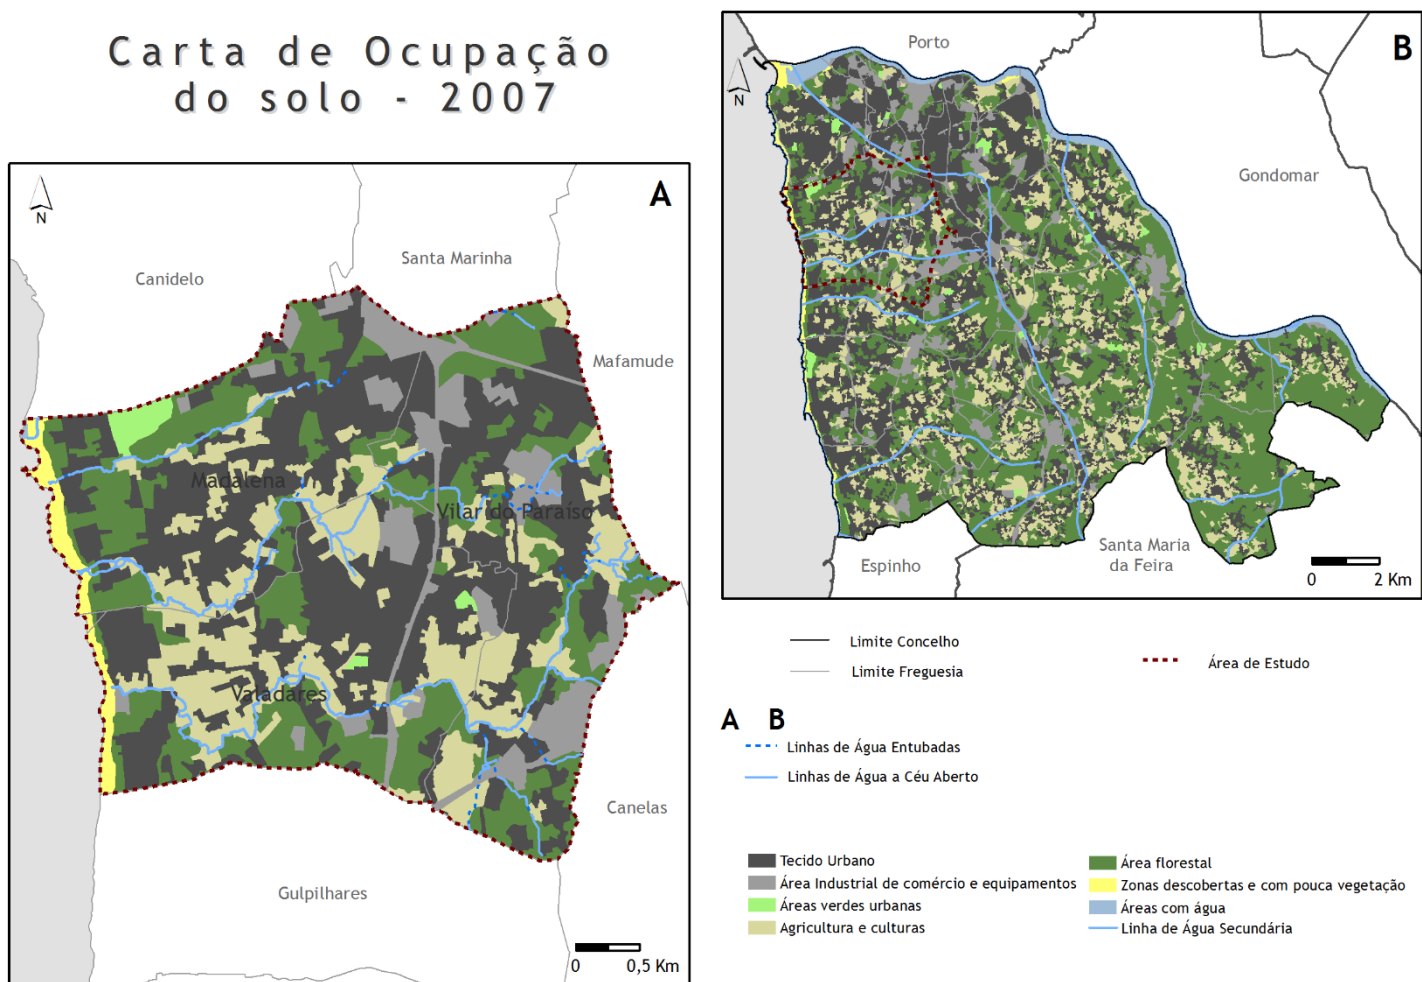 Carta de Ocupação
do solo - 2007
A
N
Canidelo
Santa Marinha
Mafamude
Madalena
Vilar do Paraíso
Valadares
Canelas
Gulpilhares
0 0,5 Km
B
N
Porto
Gondomar
Espinho
Santa Maria
da Feira
0 2 Km
Limite Concelho
Limite Freguesia
Área de Estudo
A B
Linhas de Água Entubadas
Linhas de Água a Céu Aberto
Tecido Urbano
Área Industrial de comércio e equipamentos
Áreas verdes urbanas
Agricultura e culturas
Área florestal
Zonas descobertas e com pouca vegetação
Áreas com água
Linha de Água Secundária